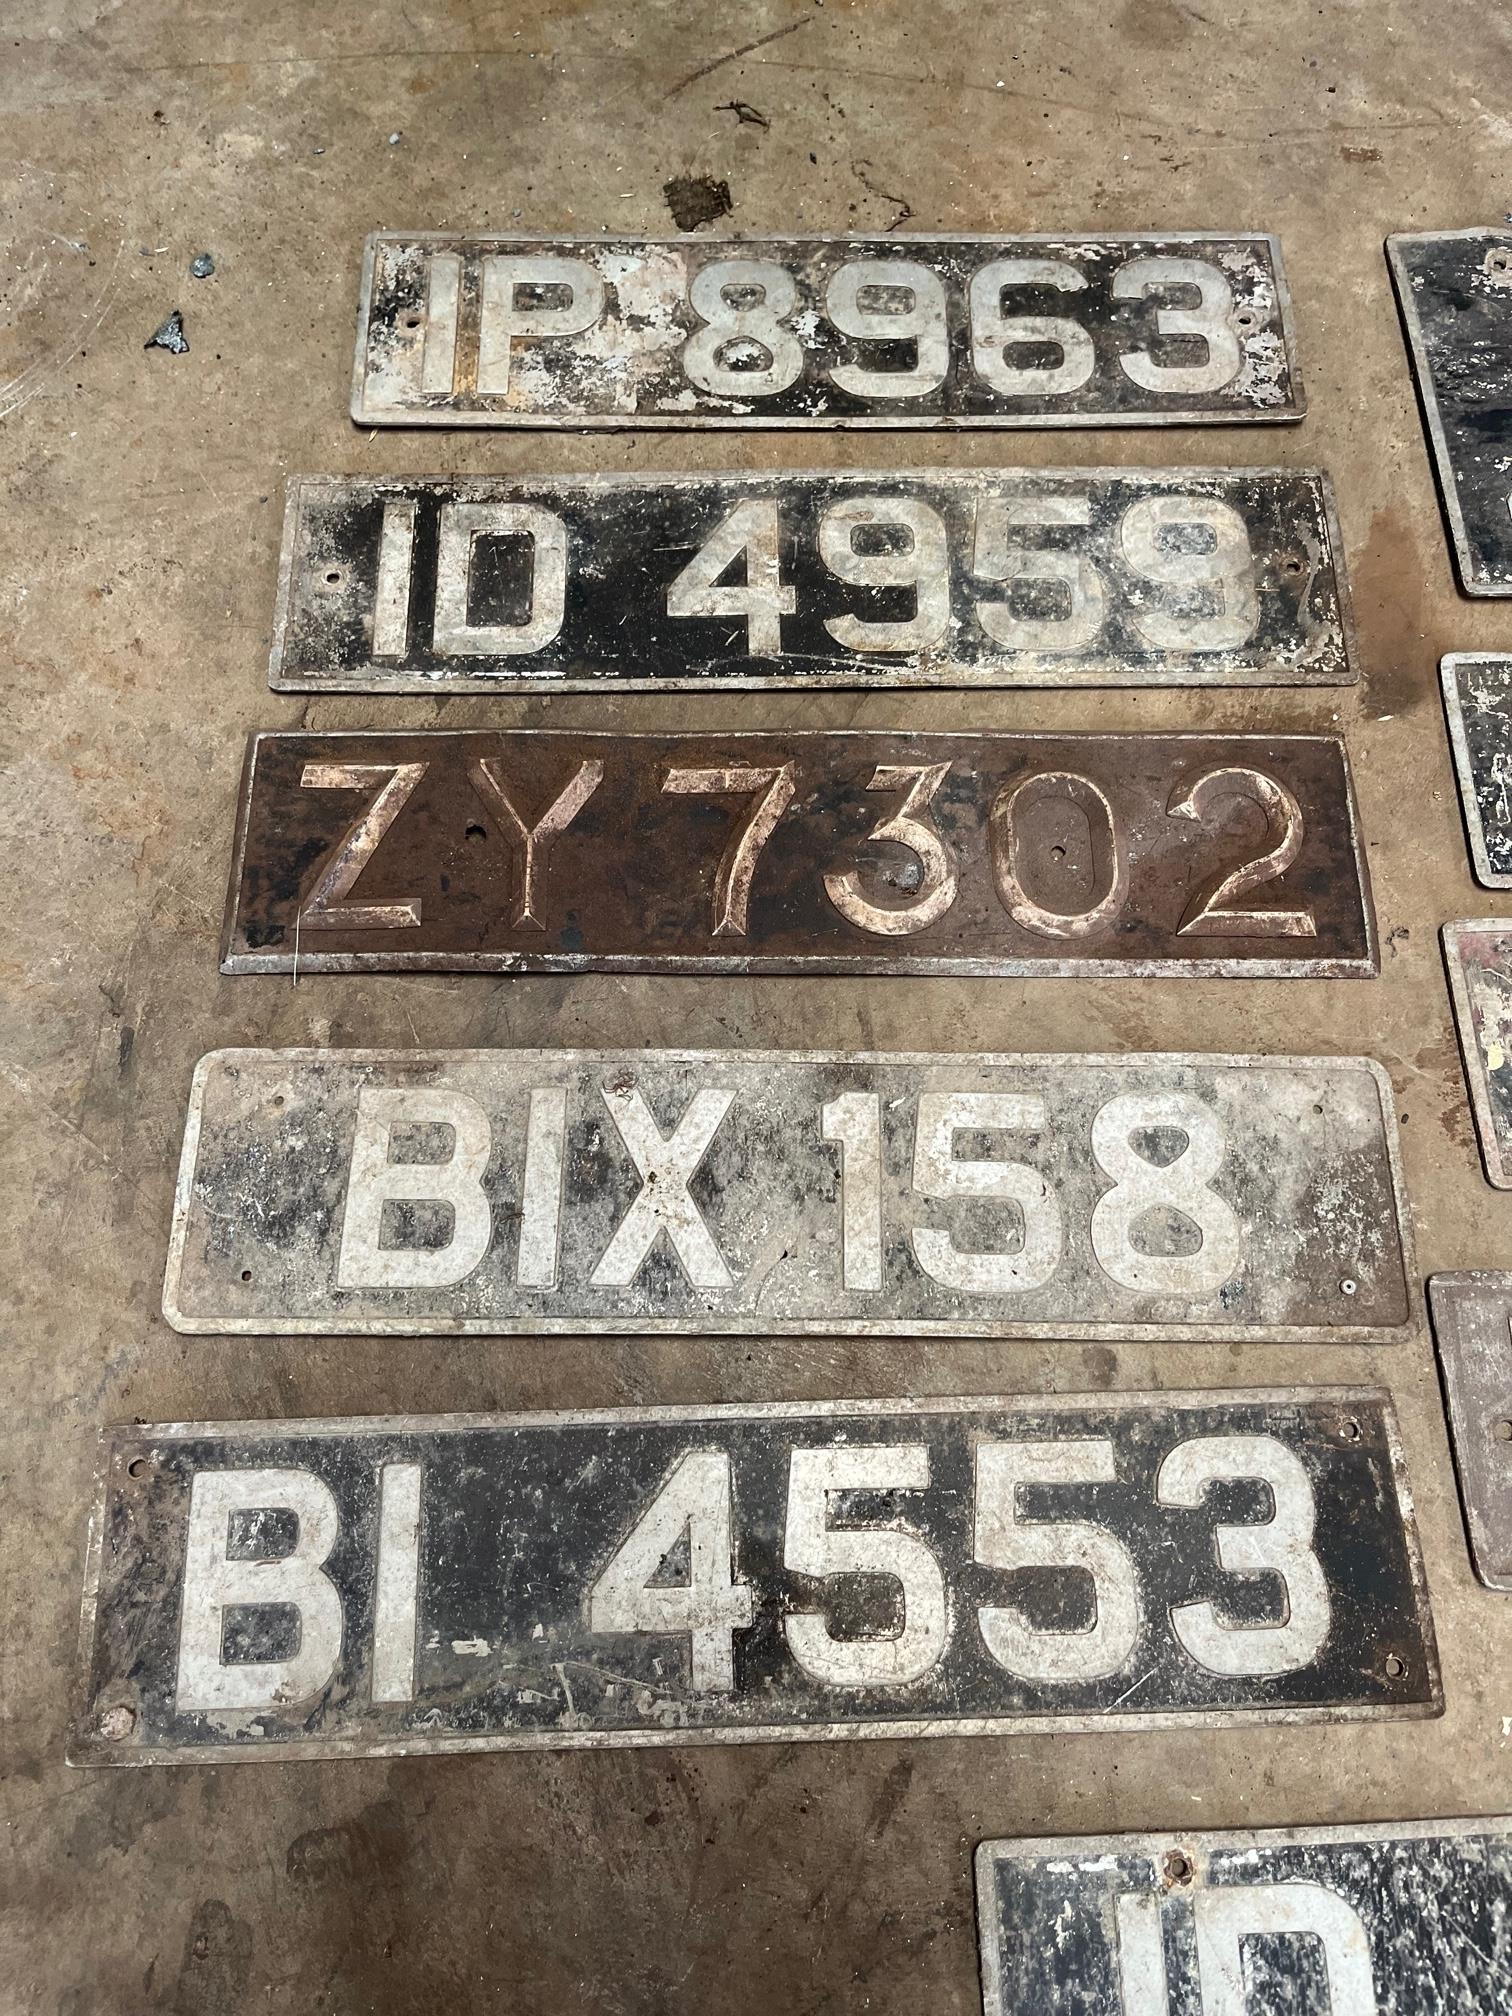 IP 8963
ID 4959
ZY 7302
BIX 158
BI 4553